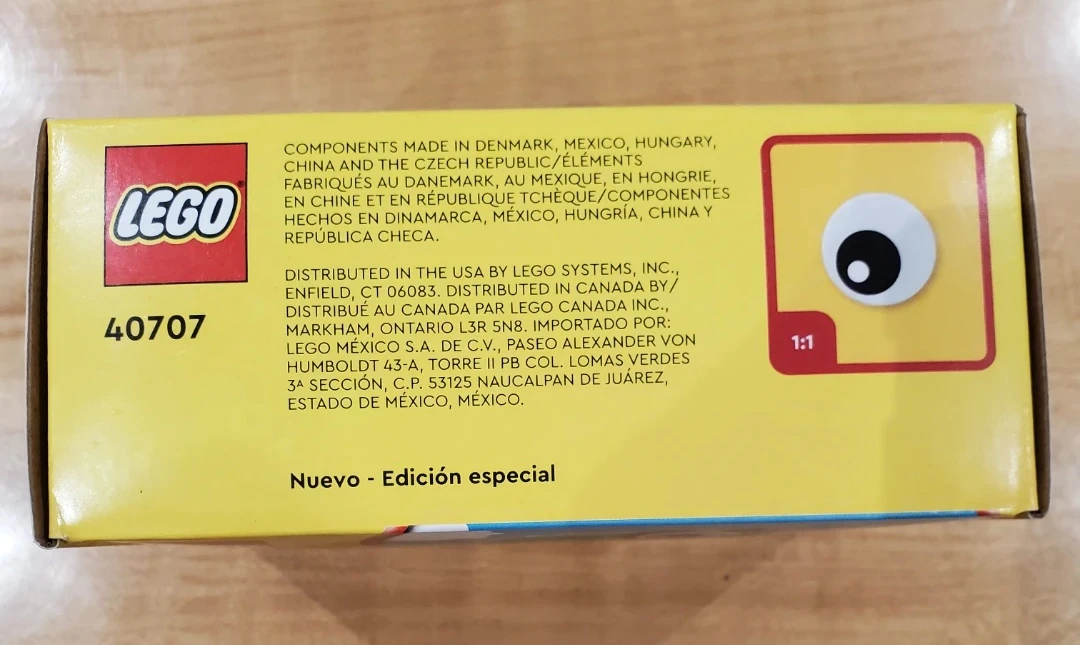 LEGO
40707
COMPONENTS MADE IN DENMARK, MEXICO, HUNGARY,
CHINA AND THE CZECH REPUBLIC/ÉLÉMENTS
FABRIQUÉS AU DANEMARK, AU MEXIQUE, EN HONGRIE,
EN CHINE ET EN RÉPUBLIQUE TCHÈQUE/COMPONENTES
HECHOS EN DINAMARCA, MÉXICO, HUNGRÍA, CHINA Y
REPÚBLICA CHECA.
DISTRIBUTED IN THE USA BY LEGO SYSTEMS, INC.,
ENFIELD, CT 06083. DISTRIBUTED IN CANADA BY/
DISTRIBUÉ AU CANADA PAR LEGO CANADA INC.,
MARKHAM, ONTARIO L3R 5N8. IMPORTADO POR:
LEGO MÉXICO S.A. DE C.V., PASEO ALEXANDER VON
HUMBOLDT 43-A, TORRE II PB COL. LOMAS VERDES
3ᴬ SECCIÓN, C.P. 53125 NAUCALPAN DE JUÁREZ,
ESTADO DE MÉXICO, MÉXICO.
Nuevo - Edición especial
1:1